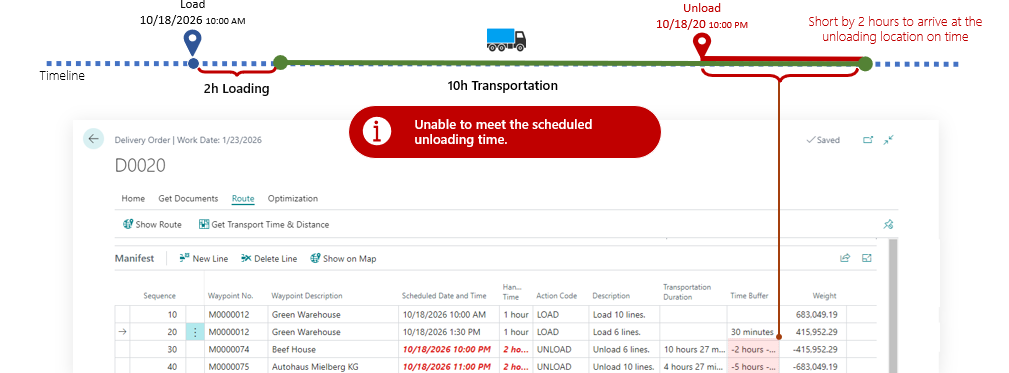 Load
10/18/2026 10:00 AM
Unload
10/18/20 10:00 PM
Short by 2 hours to arrive at the
unloading location on time
Timeline
2h Loading
10h Transportation
Unable to meet the scheduled
unloading time.
Delivery Order | Work Date: 1/23/2026
Saved
D0020
Home Get Documents Route Optimization
Show Route Get Transport Time & Distance
Manifest New Line Delete Line Show on Map
Sequence Waypoint No. Waypoint Description Scheduled Date and Time Han... Time Action Code Description Transportation Duration Time Buffer Weight
10 M0000012 Green Warehouse 10/18/2026 10:00 AM 1 hour LOAD Load 10 lines. 683.049.19
20 M0000012 Green Warehouse 10/18/2026 1:30 PM 1 hour LOAD Load 6 lines. 30 minutes 415.952.29
30 M0000074 Beef House 10/18/2026 10:00 PM 2 ho... UNLOAD Unload 6 lines. 10 hours 27 m... -2 hours -... -415.952.29
40 M0000075 Autohaus Mielberg KG 10/18/2026 11:00 PM 2 ho... UNLOAD Unload 10 lines. 4 hours 27 m... -5 hours -... -683.049.19